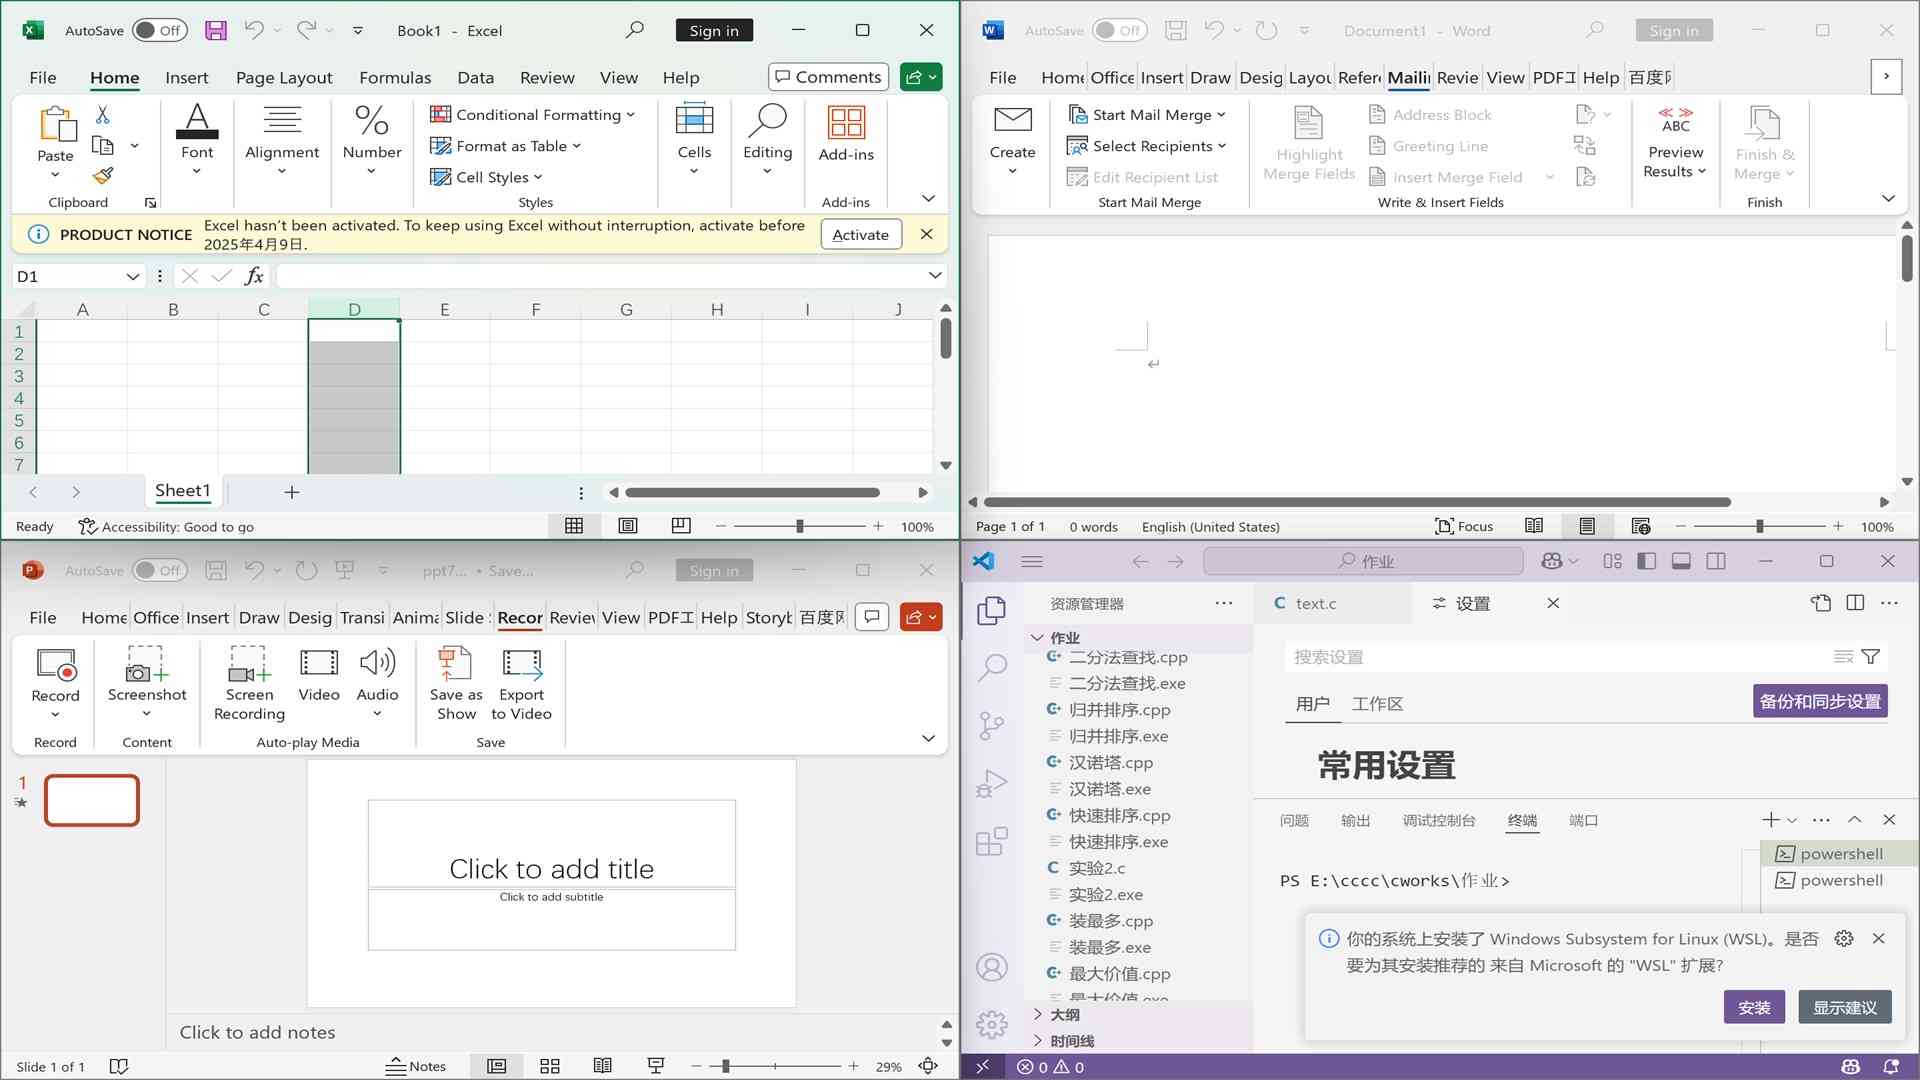 AutoSave Off Book1 - Excel Sign in
File Home Insert Page Layout Formulas Data Review View Help Comments
Paste Font Alignment Number Conditional Formatting Format as Table Cell Styles Cells Editing Add-ins
Clipboard Styles Add-ins
PRODUCT NOTICE Excel hasn't been activated. To keep using Excel without interruption, activate before
2025年4月9日. Activate
D1 fx
A B C D E F G H I J
1
2
3
4
5
6
7
Sheet1
Ready Accessibility: Good to go 100%
AutoSave Off Document1 - Word Sign in
File Home Office Insert Draw Desig Layou Refere Mailin Revie View PDF工 Help 百度网
Create Start Mail Merge Select Recipients Edit Recipient List
Highlight
Merge Fields
Address Block
Greeting Line
Insert Merge Field
ABC
Preview
Results
Finish &
Merge
Start Mail Merge Write & Insert Fields Finish
Page 1 of 1 0 words English (United States) Focus 100%
AutoSave Off ppt7... • Save... Sign in
File Home Office Insert Draw Desig Transi Anima Slide Recor Review View PDF工 Help Storyb 百度网
Record Screenshot
Screen
Recording
Video Audio
Save as
Show
Export
to Video
Record Content Auto-play Media Save
1
Click to add title
Click to add subtitle
Click to add notes
Slide 1 of 1 Notes 29%
作业
资源管理器
C text.c 设置
作业
二分法查找.cpp
二分法查找.exe
归并排序.cpp
归并排序.exe
汉诺塔.cpp
汉诺塔.exe
快速排序.cpp
快速排序.exe
C 实验2.c
实验2.exe
装最多.cpp
装最多.exe
最大价值.cpp
最大价值.exe
大纲
时间线
搜索设置
用户 工作区 备份和同步设置
常用设置
问题 输出 调试控制台 终端 端口
powershell
powershell
PS E:\cccc\cworks\作业>
你的系统上安装了 Windows Subsystem for Linux (WSL)。是否
要为其安装推荐的 来自 Microsoft 的 "WSL" 扩展?
安装 显示建议
0 0